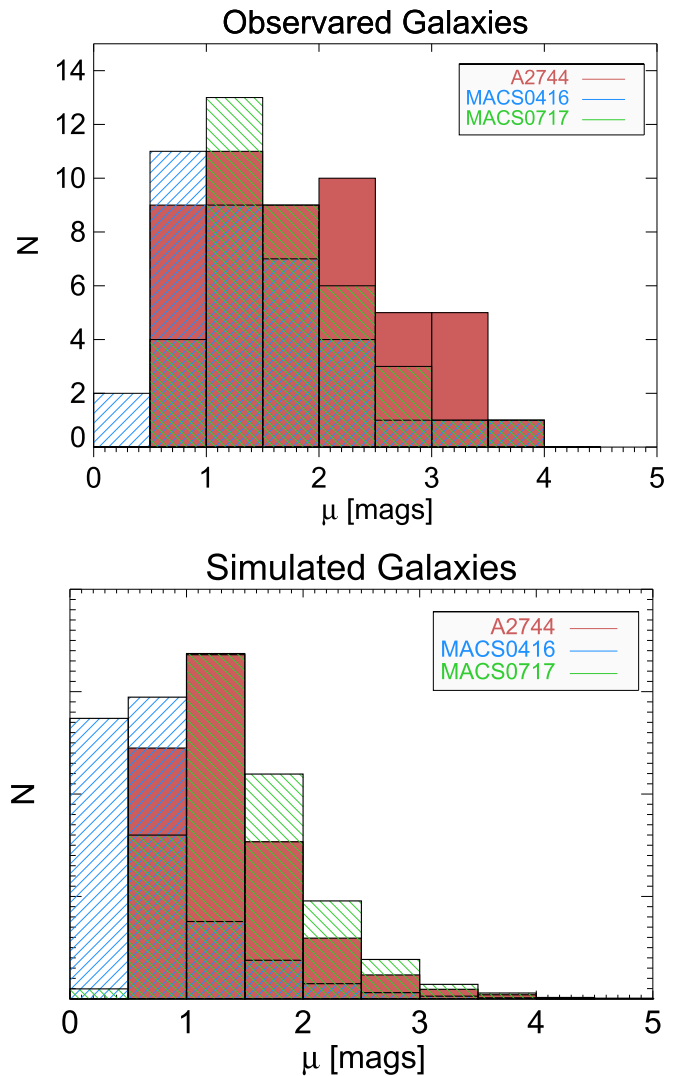 Observared Galaxies
14
12
10
8
6
4
2
0
N
A2744
MACS0416
MACS0717
0 1 2 3 4 5
μ [mags]
Simulated Galaxies
N
A2744
MACS0416
MACS0717
0 1 2 3 4 5
μ [mags]